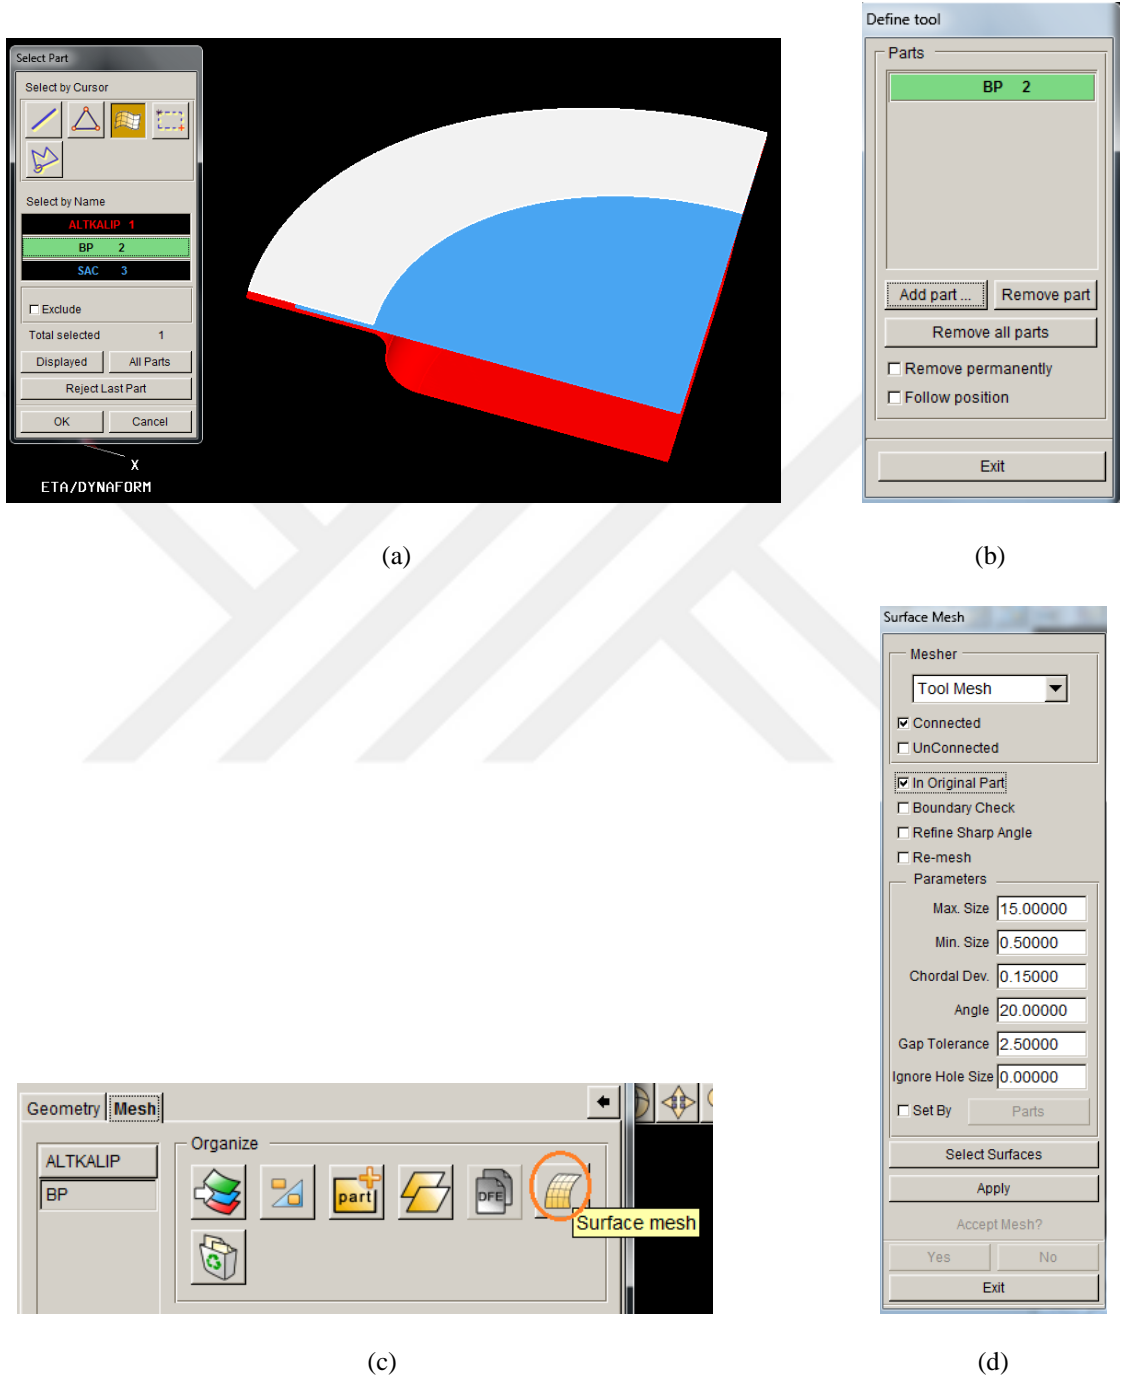 Select Part
Select by Cursor
Select by Name
ALTKALIP 1
BP 2
SAC 3
Exclude
Total selected 1
Displayed All Parts
Reject Last Part
OK Cancel
X
ETA/DYNAFORM
(a)
Define tool
Parts
BP 2
Add part ... Remove part
Remove all parts
Remove permanently
Follow position
Exit
(b)
Geometry Mesh
ALTKALIP
BP
Organize
part
DFE
Surface mesh
(c)
Surface Mesh
Mesher
Tool Mesh
Connected
UnConnected
In Original Part
Boundary Check
Refine Sharp Angle
Re-mesh
Parameters
Max. Size 15.00000
Min. Size 0.50000
Chordal Dev. 0.15000
Angle 20.00000
Gap Tolerance 2.50000
Ignore Hole Size 0.00000
Set By Parts
Select Surfaces
Apply
Accept Mesh?
Yes No
Exit
(d)